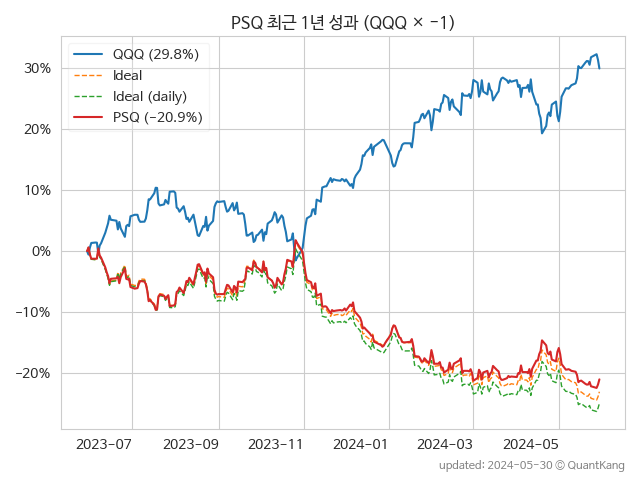 PSQ 최근 1년 성과 (QQQ × −1)
QQQ (29.8%)
Ideal
Ideal (daily)
PSQ (−20.9%)
30%
20%
10%
0%
−10%
−20%
2023-07
2023-09
2023-11
2024-01
2024-03
2024-05
updated: 2024-05-30 © QuantKang